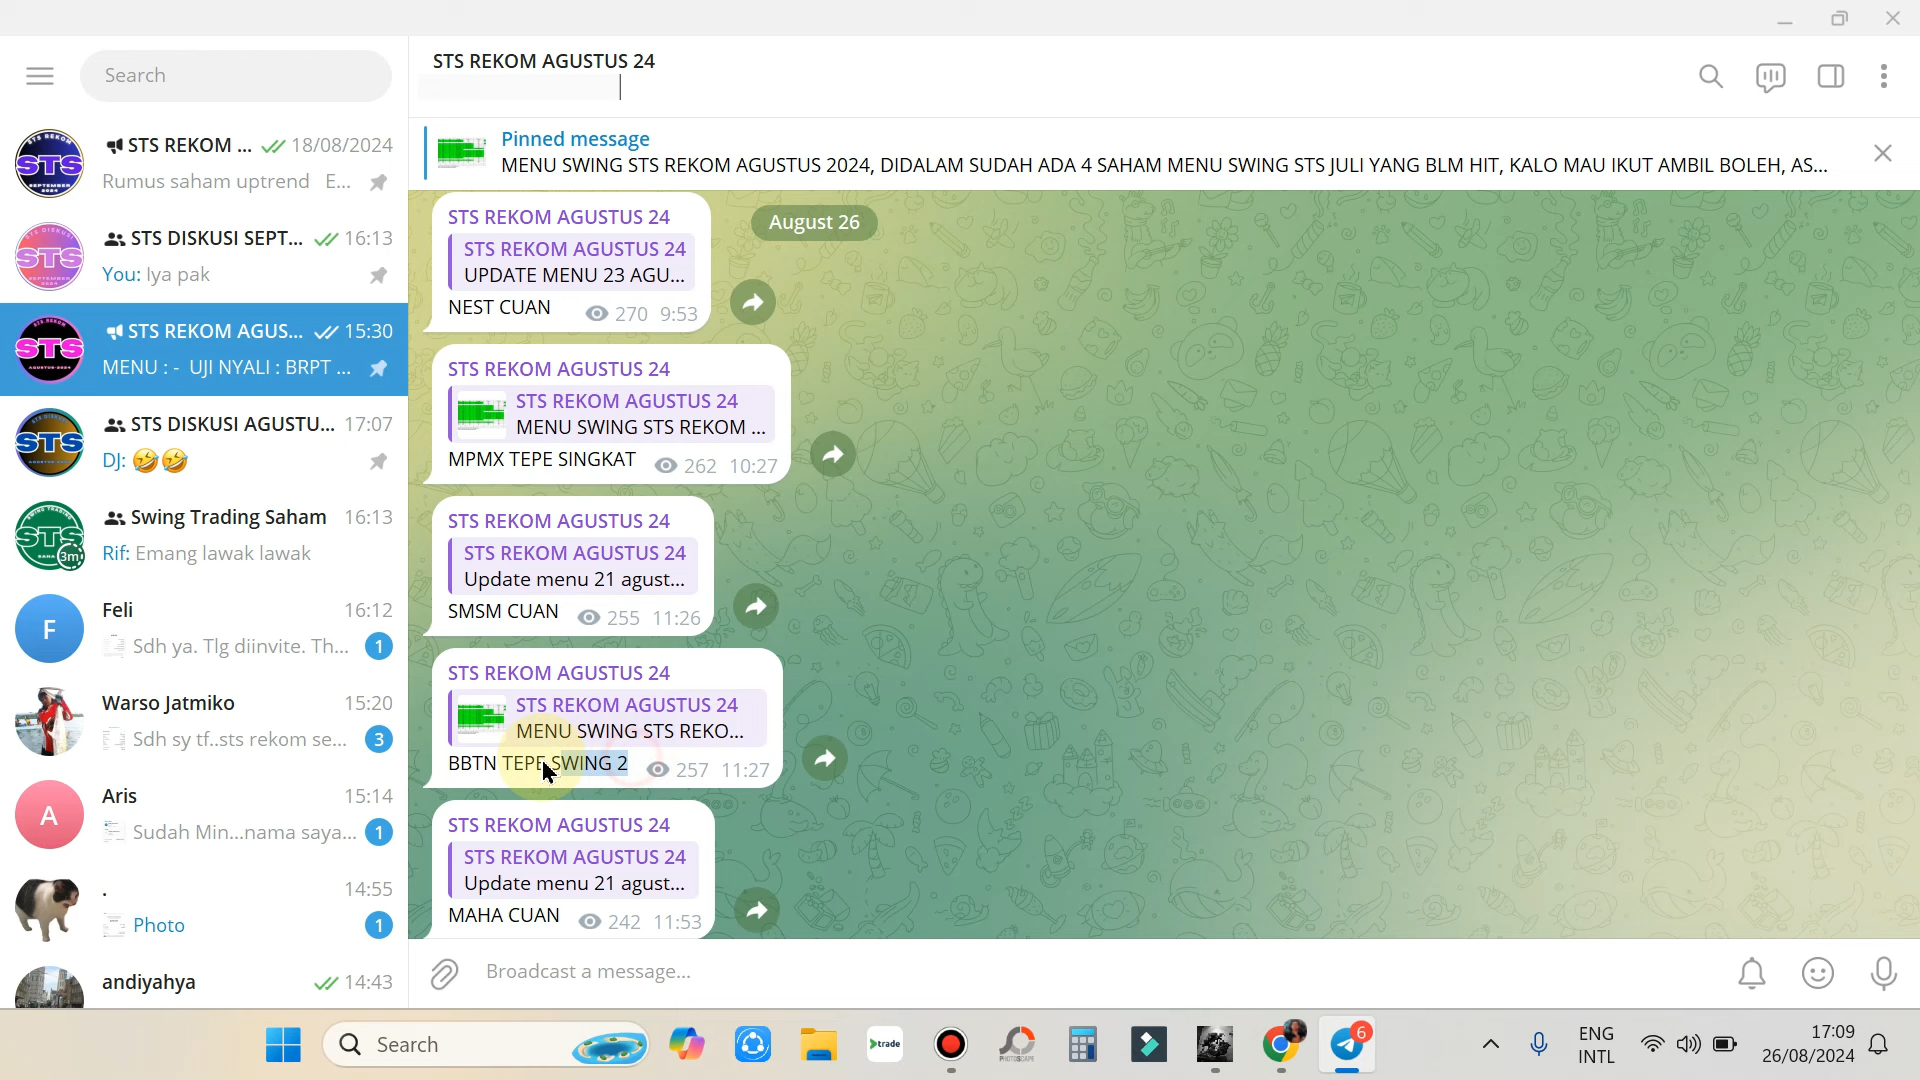 Search
STS REKOM ... 18/08/2024
Rumus saham uptrend E...
STS DISKUSI SEPT... 16:13
You: Iya pak
STS REKOM AGUS... 15:30
MENU : - UJI NYALI : BRPT ...
STS DISKUSI AGUSTU... 17:07
DJ: 🤣🤣
Swing Trading Saham 16:13
Rif: Emang lawak lawak
3m
F
Feli 16:12
Sdh ya. Tlg diinvite. Th... 1
Warso Jatmiko 15:20
Sdh sy tf..sts rekom se... 3
A
Aris 15:14
Sudah Min...nama saya... 1
. 14:55
Photo 1
andiyahya 14:43
STS REKOM AGUSTUS 24
Pinned message
MENU SWING STS REKOM AGUSTUS 2024, DIDALAM SUDAH ADA 4 SAHAM MENU SWING STS JULI YANG BLM HIT, KALO MAU IKUT AMBIL BOLEH, AS...
August 26
STS REKOM AGUSTUS 24
STS REKOM AGUSTUS 24
UPDATE MENU 23 AGU...
NEST CUAN 270 9:53
STS REKOM AGUSTUS 24
STS REKOM AGUSTUS 24
MENU SWING STS REKOM ...
MPMX TEPE SINGKAT 262 10:27
STS REKOM AGUSTUS 24
STS REKOM AGUSTUS 24
Update menu 21 agust...
SMSM CUAN 255 11:26
STS REKOM AGUSTUS 24
STS REKOM AGUSTUS 24
MENU SWING STS REKO...
BBTN TEPE SWING 2 257 11:27
STS REKOM AGUSTUS 24
STS REKOM AGUSTUS 24
Update menu 21 agust...
MAHA CUAN 242 11:53
Broadcast a message...
Search
trade
PHOTOSCAPE
6
ENG
INTL
17:09
26/08/2024